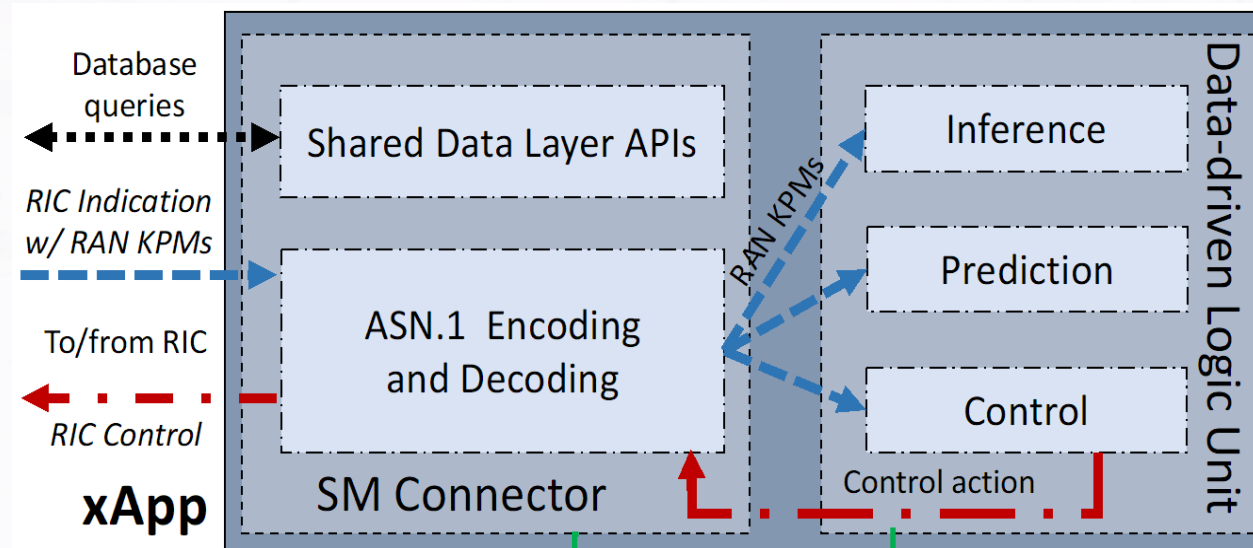 Database
queries
RIC Indication
w/ RAN KPMs
To/from RIC
RIC Control
xApp
Shared Data Layer APIs
ASN.1 Encoding
and Decoding
SM Connector
RAN KPMs
Inference
Prediction
Control
Control action
Data-driven Logic Unit